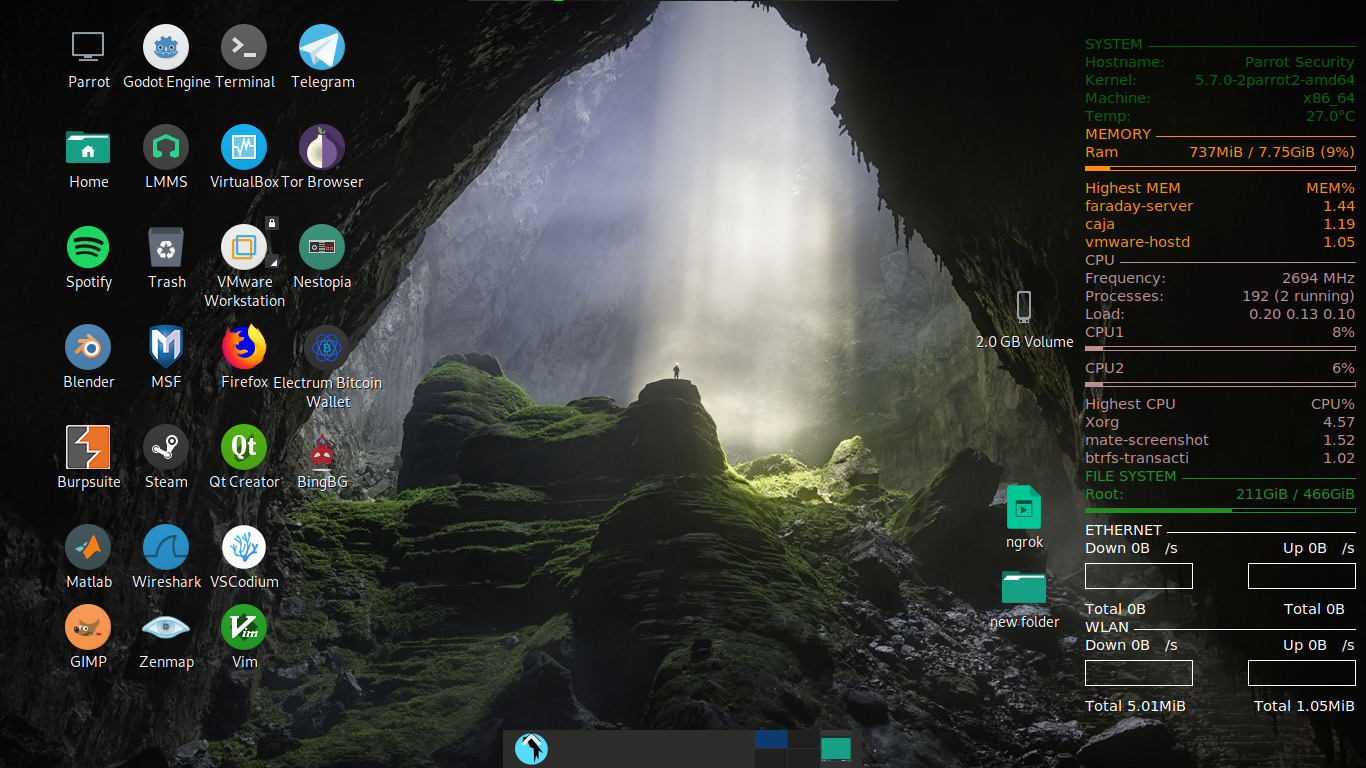 Parrot
Godot Engine
Terminal
Telegram
Home
LMMS
VirtualBox
Tor Browser
Spotify
Trash
VMware
Workstation
Nestopia
Blender
MSF
Firefox
Electrum Bitcoin
Wallet
Burpsuite
Steam
Qt
Qt Creator
BingBG
Matlab
Wireshark
VSCodium
GIMP
Zenmap
Vim
Vim
2.0 GB Volume
ngrok
new folder
SYSTEM
Hostname: Parrot Security
Kernel: 5.7.0-2parrot2-amd64
Machine: x86_64
Temp: 27.0°C
MEMORY
Ram 737MiB / 7.75GiB (9%)
Highest MEM MEM%
faraday-server 1.44
caja 1.19
vmware-hostd 1.05
CPU
Frequency: 2694 MHz
Processes: 192 (2 running)
Load: 0.20 0.13 0.10
CPU1 8%
CPU2 6%
Highest CPU CPU%
Xorg 4.57
mate-screenshot 1.52
btrfs-transacti 1.02
FILE SYSTEM
Root: 211GiB / 466GiB
ETHERNET
Down 0B /s Up 0B /s
Total 0B Total 0B
WLAN
Down 0B /s Up 0B /s
Total 5.01MiB Total 1.05MiB